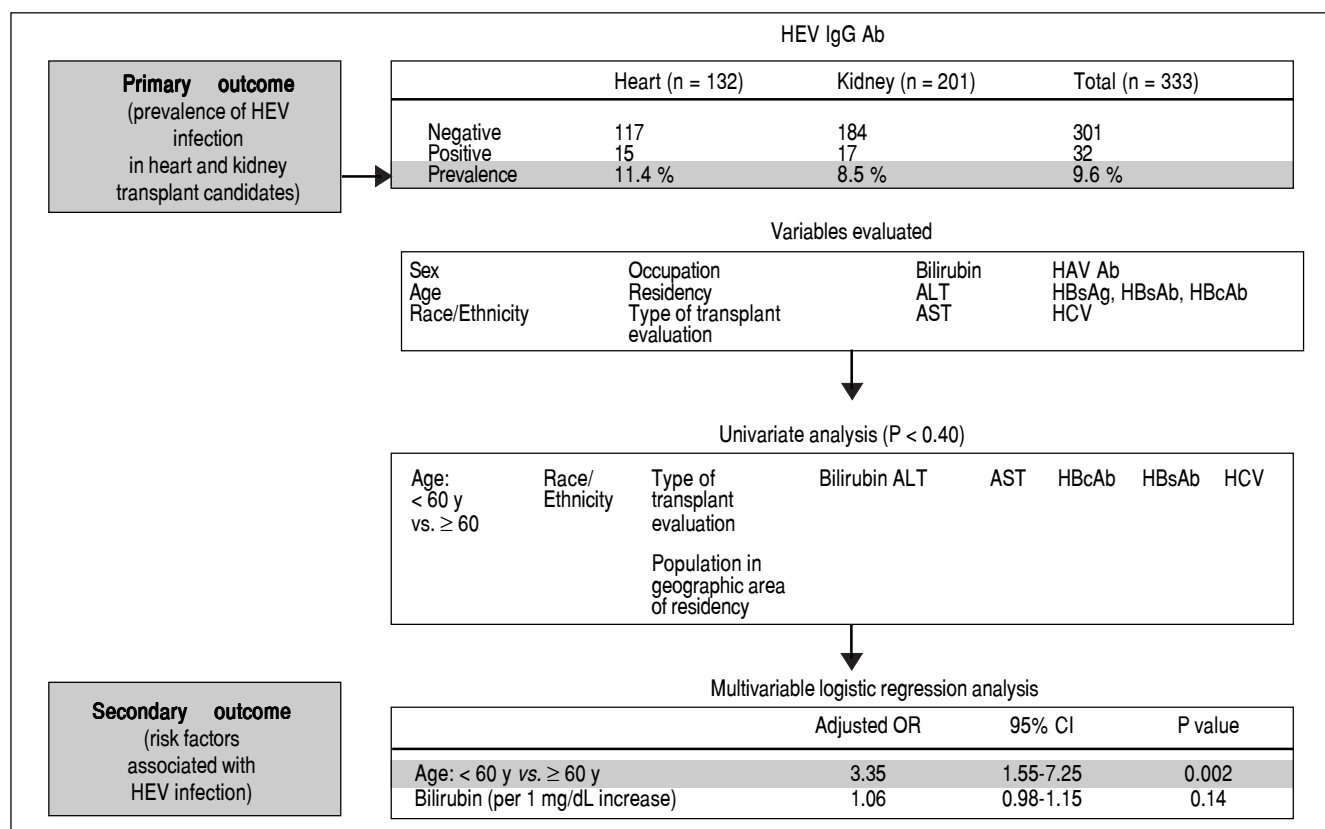 HEV IgG Ab
Primary outcome
(prevalence of HEV
infection
in heart and kidney
transplant candidates)
Heart (n = 132) Kidney (n = 201) Total (n = 333)
Negative 117 184 301
Positive 15 17 32
Prevalence 11.4 % 8.5 % 9.6 %
Variables evaluated
Sex Occupation Bilirubin HAV Ab
Age Residency ALT HBsAg, HBsAb, HBcAb
Race/Ethnicity Type of transplant AST HCV
evaluation
Univariate analysis (P < 0.40)
Age: Race/ Type of Bilirubin ALT AST HBcAb HBsAb HCV
< 60 y Ethnicity transplant
vs. ≥ 60 evaluation
Population in
geographic area
of residency
Multivariable logistic regression analysis
Secondary outcome
(risk factors
associated with
HEV infection)
Adjusted OR 95% CI P value
Age: < 60 y vs. ≥ 60 y 3.35 1.55-7.25 0.002
Bilirubin (per 1 mg/dL increase) 1.06 0.98-1.15 0.14